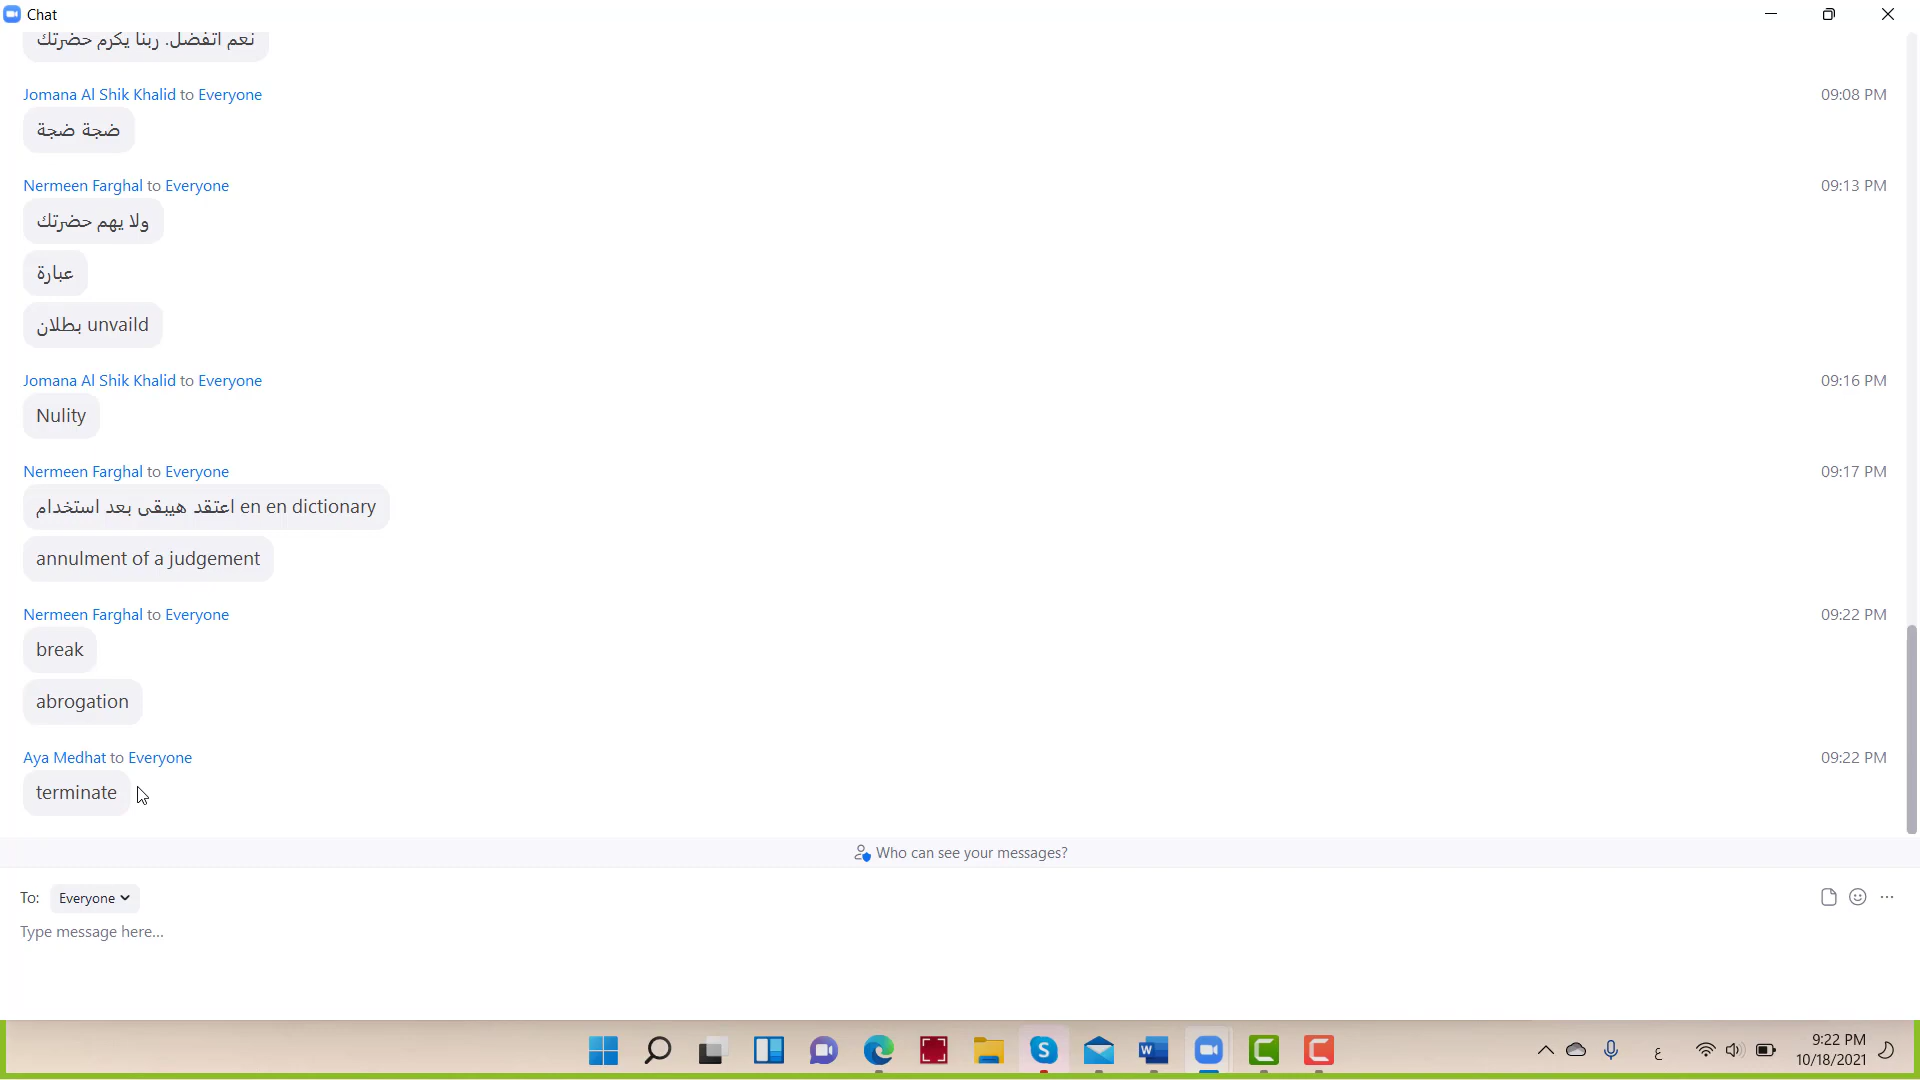 Chat
نعم اتفضل. ربنا يكرم حضرتك
Jomana Al Shik Khalid to Everyone 09:08 PM
ضجة ضجة
Nermeen Farghal to Everyone 09:13 PM
ولا يهم حضرتك
عبارة
بطلان unvaild
Jomana Al Shik Khalid to Everyone 09:16 PM
Nulity
Nermeen Farghal to Everyone 09:17 PM
اعتقد هيبقى بعد استخدام en en dictionary
annulment of a judgement
Nermeen Farghal to Everyone 09:22 PM
break
abrogation
Aya Medhat to Everyone 09:22 PM
terminate
Who can see your messages?
To: Everyone
Type message here...
ع
9:22 PM
10/18/2021